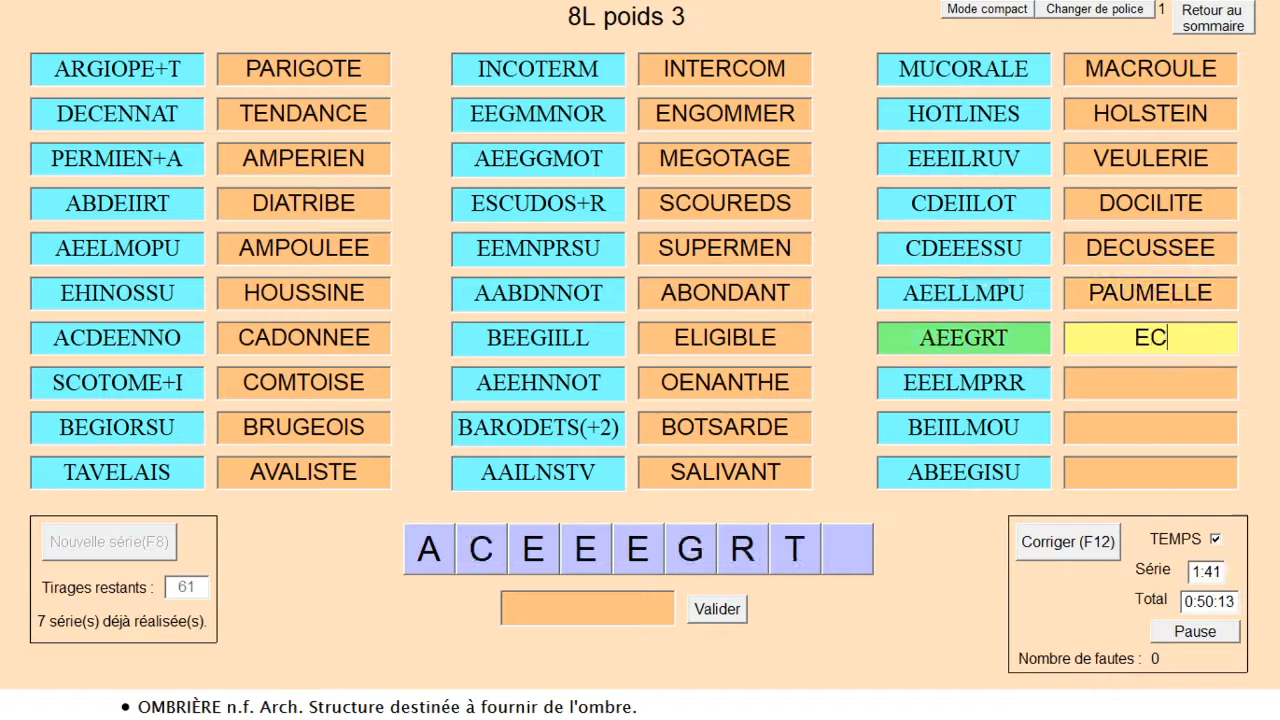 8L poids 3
Mode compact
Changer de police
1
Retour au
sommaire
ARGIOPE+T PARIGOTE INCOTERM INTERCOM MUCORALE MACROULE
DECENNAT TENDANCE EEGMMNOR ENGOMMER HOTLINES HOLSTEIN
PERMIEN+A AMPERIEN AEEGGMOT MEGOTAGE EEEILRUV VEULERIE
ABDEIIRT DIATRIBE ESCUDOS+R SCOUREDS CDEIILOT DOCILITE
AEELMOPU AMPOULEE EEMNPRSU SUPERMEN CDEEESSU DECUSSEE
EHINOSSU HOUSSINE AABDNNOT ABONDANT AEELLMPU PAUMELLE
ACDEENNO CADONNEE BEEGIILL ELIGIBLE AEEGRT EC
SCOTOME+I COMTOISE AEEHNNOT OENANTHE EEELMPRR
BEGIORSU BRUGEOIS BARODETS(+2) BOTSARDE BEIILMOU
TAVELAIS AVALISTE AAILNSTV SALIVANT ABEEGISU
Nouvelle série(F8)
Tirages restants : 61
7 série(s) déjà réalisée(s).
A C E E E G R T
Valider
Corriger (F12)
TEMPS
Série 1:41
Total 0:50:13
Pause
Nombre de fautes : 0
• OMBRIÈRE n.f. Arch. Structure destinée à fournir de l'ombre.